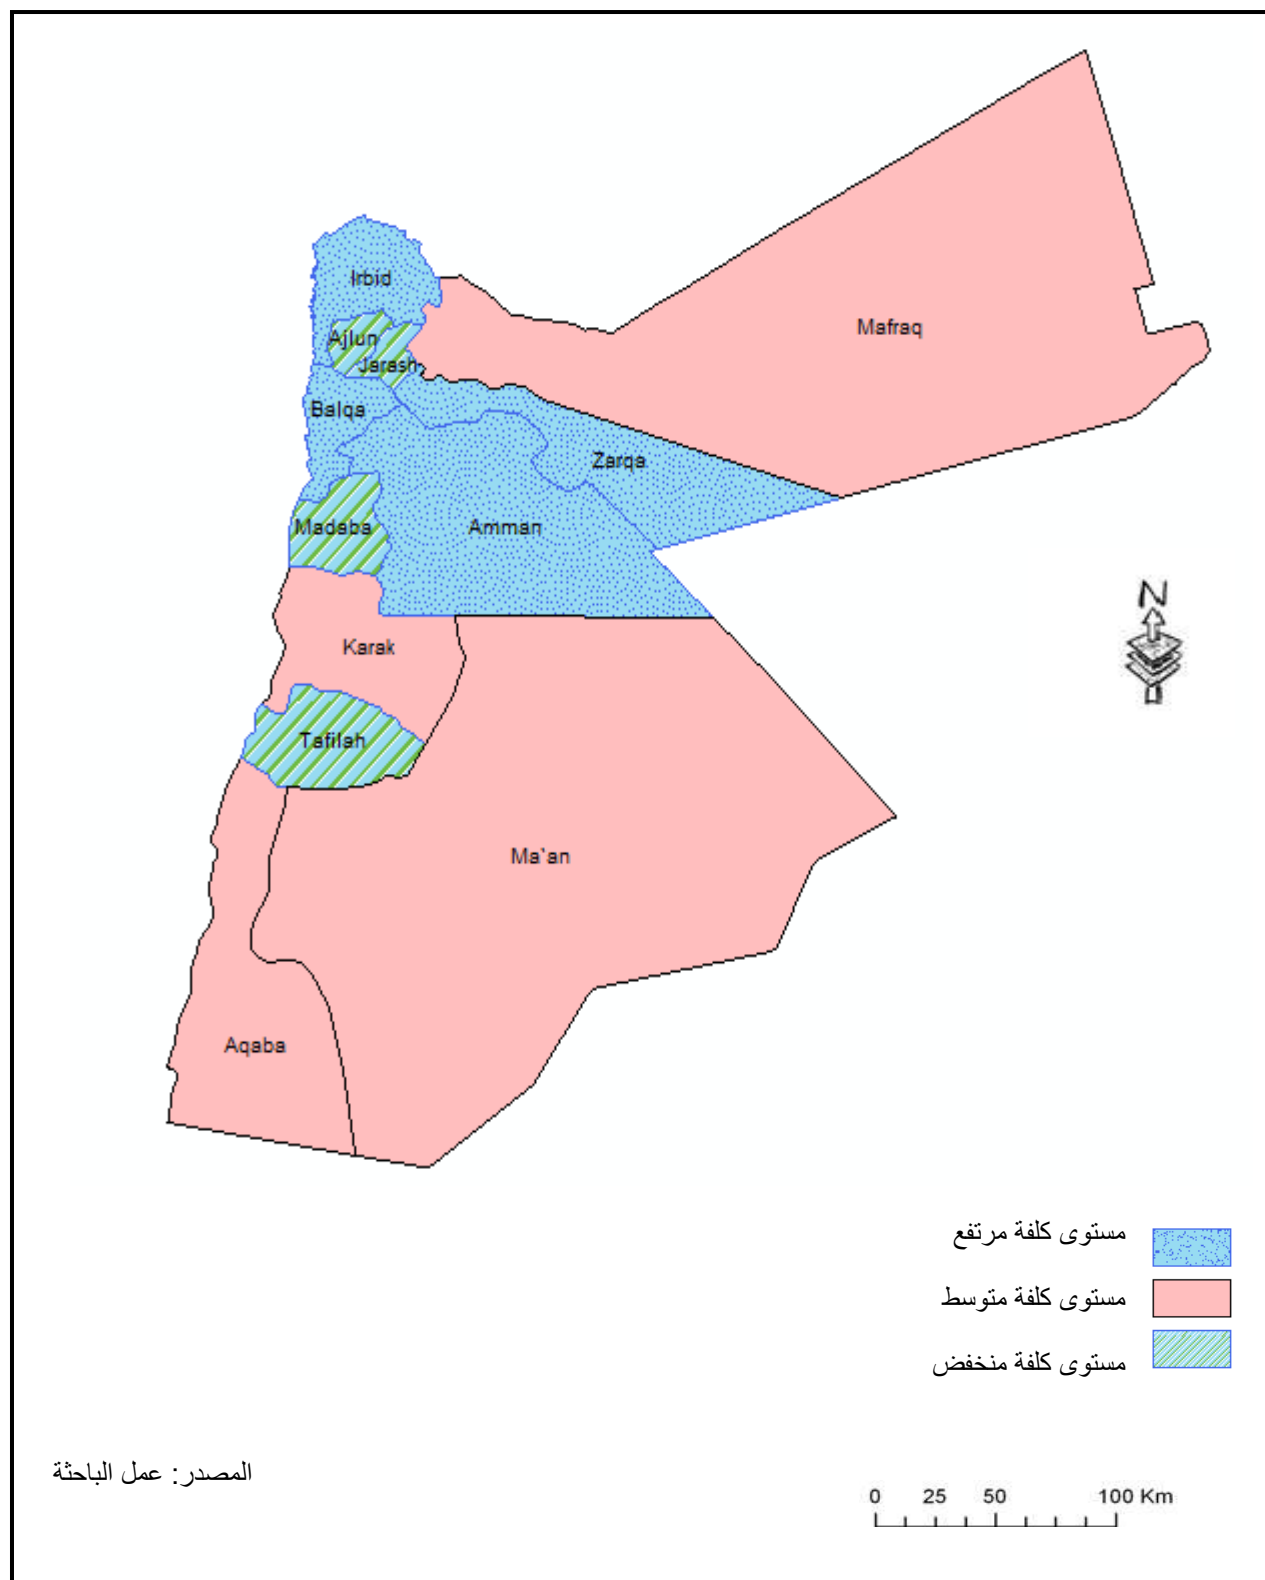 Irbid
Mafraq
Ajlun
Jarash
Balqa
Zarqa
Madaba
Amman
N
Karak
Tafilah
Ma`an
Aqaba
مستوى كلفة مرتفع
مستوى كلفة متوسط
مستوى كلفة منخفض
المصدر: عمل الباحثة
0 25 50 100 Km